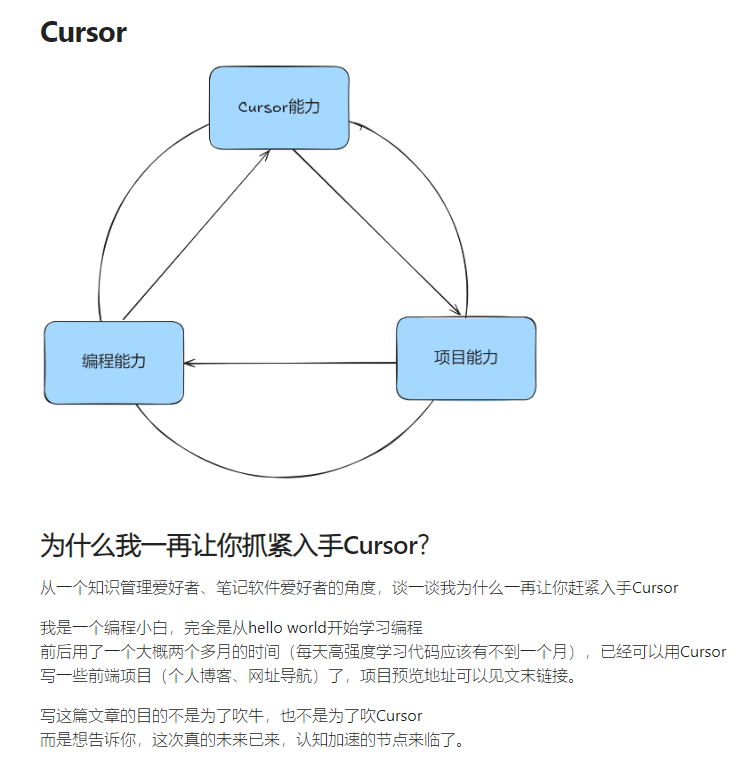 Cursor
Cursor能力
编程能力
项目能力
为什么我一再让你抓紧入手Cursor？
从一个知识管理爱好者、笔记软件爱好者的角度，谈一谈我为什么一再让你赶紧入手Cursor
我是一个编程小白，完全是从hello world开始学习编程
前后用了一个大概两个多月的时间（每天高强度学习代码应该有不到一个月），已经可以用Cursor
写一些前端项目（个人博客、网址导航）了，项目预览地址可以见文末链接。
写这篇文章的目的不是为了吹牛，也不是为了吹Cursor
而是想告诉你，这次真的未来已来，认知加速的节点来临了。